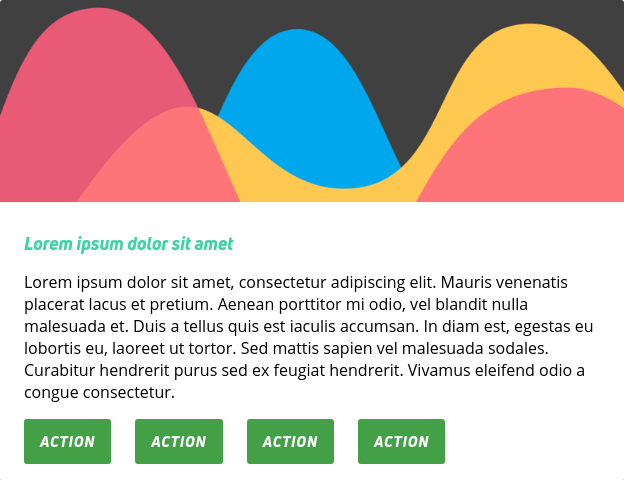 Lorem ipsum dolor sit amet
Lorem ipsum dolor sit amet, consectetur adipiscing elit. Mauris venenatis
placerat lacus et pretium. Aenean porttitor mi odio, vel blandit nulla
malesuada et. Duis a tellus quis est iaculis accumsan. In diam est, egestas eu
lobortis eu, laoreet ut tortor. Sed mattis sapien vel malesuada sodales.
Curabitur hendrerit purus sed ex feugiat hendrerit. Vivamus eleifend odio a
congue consectetur.
ACTION ACTION ACTION ACTION